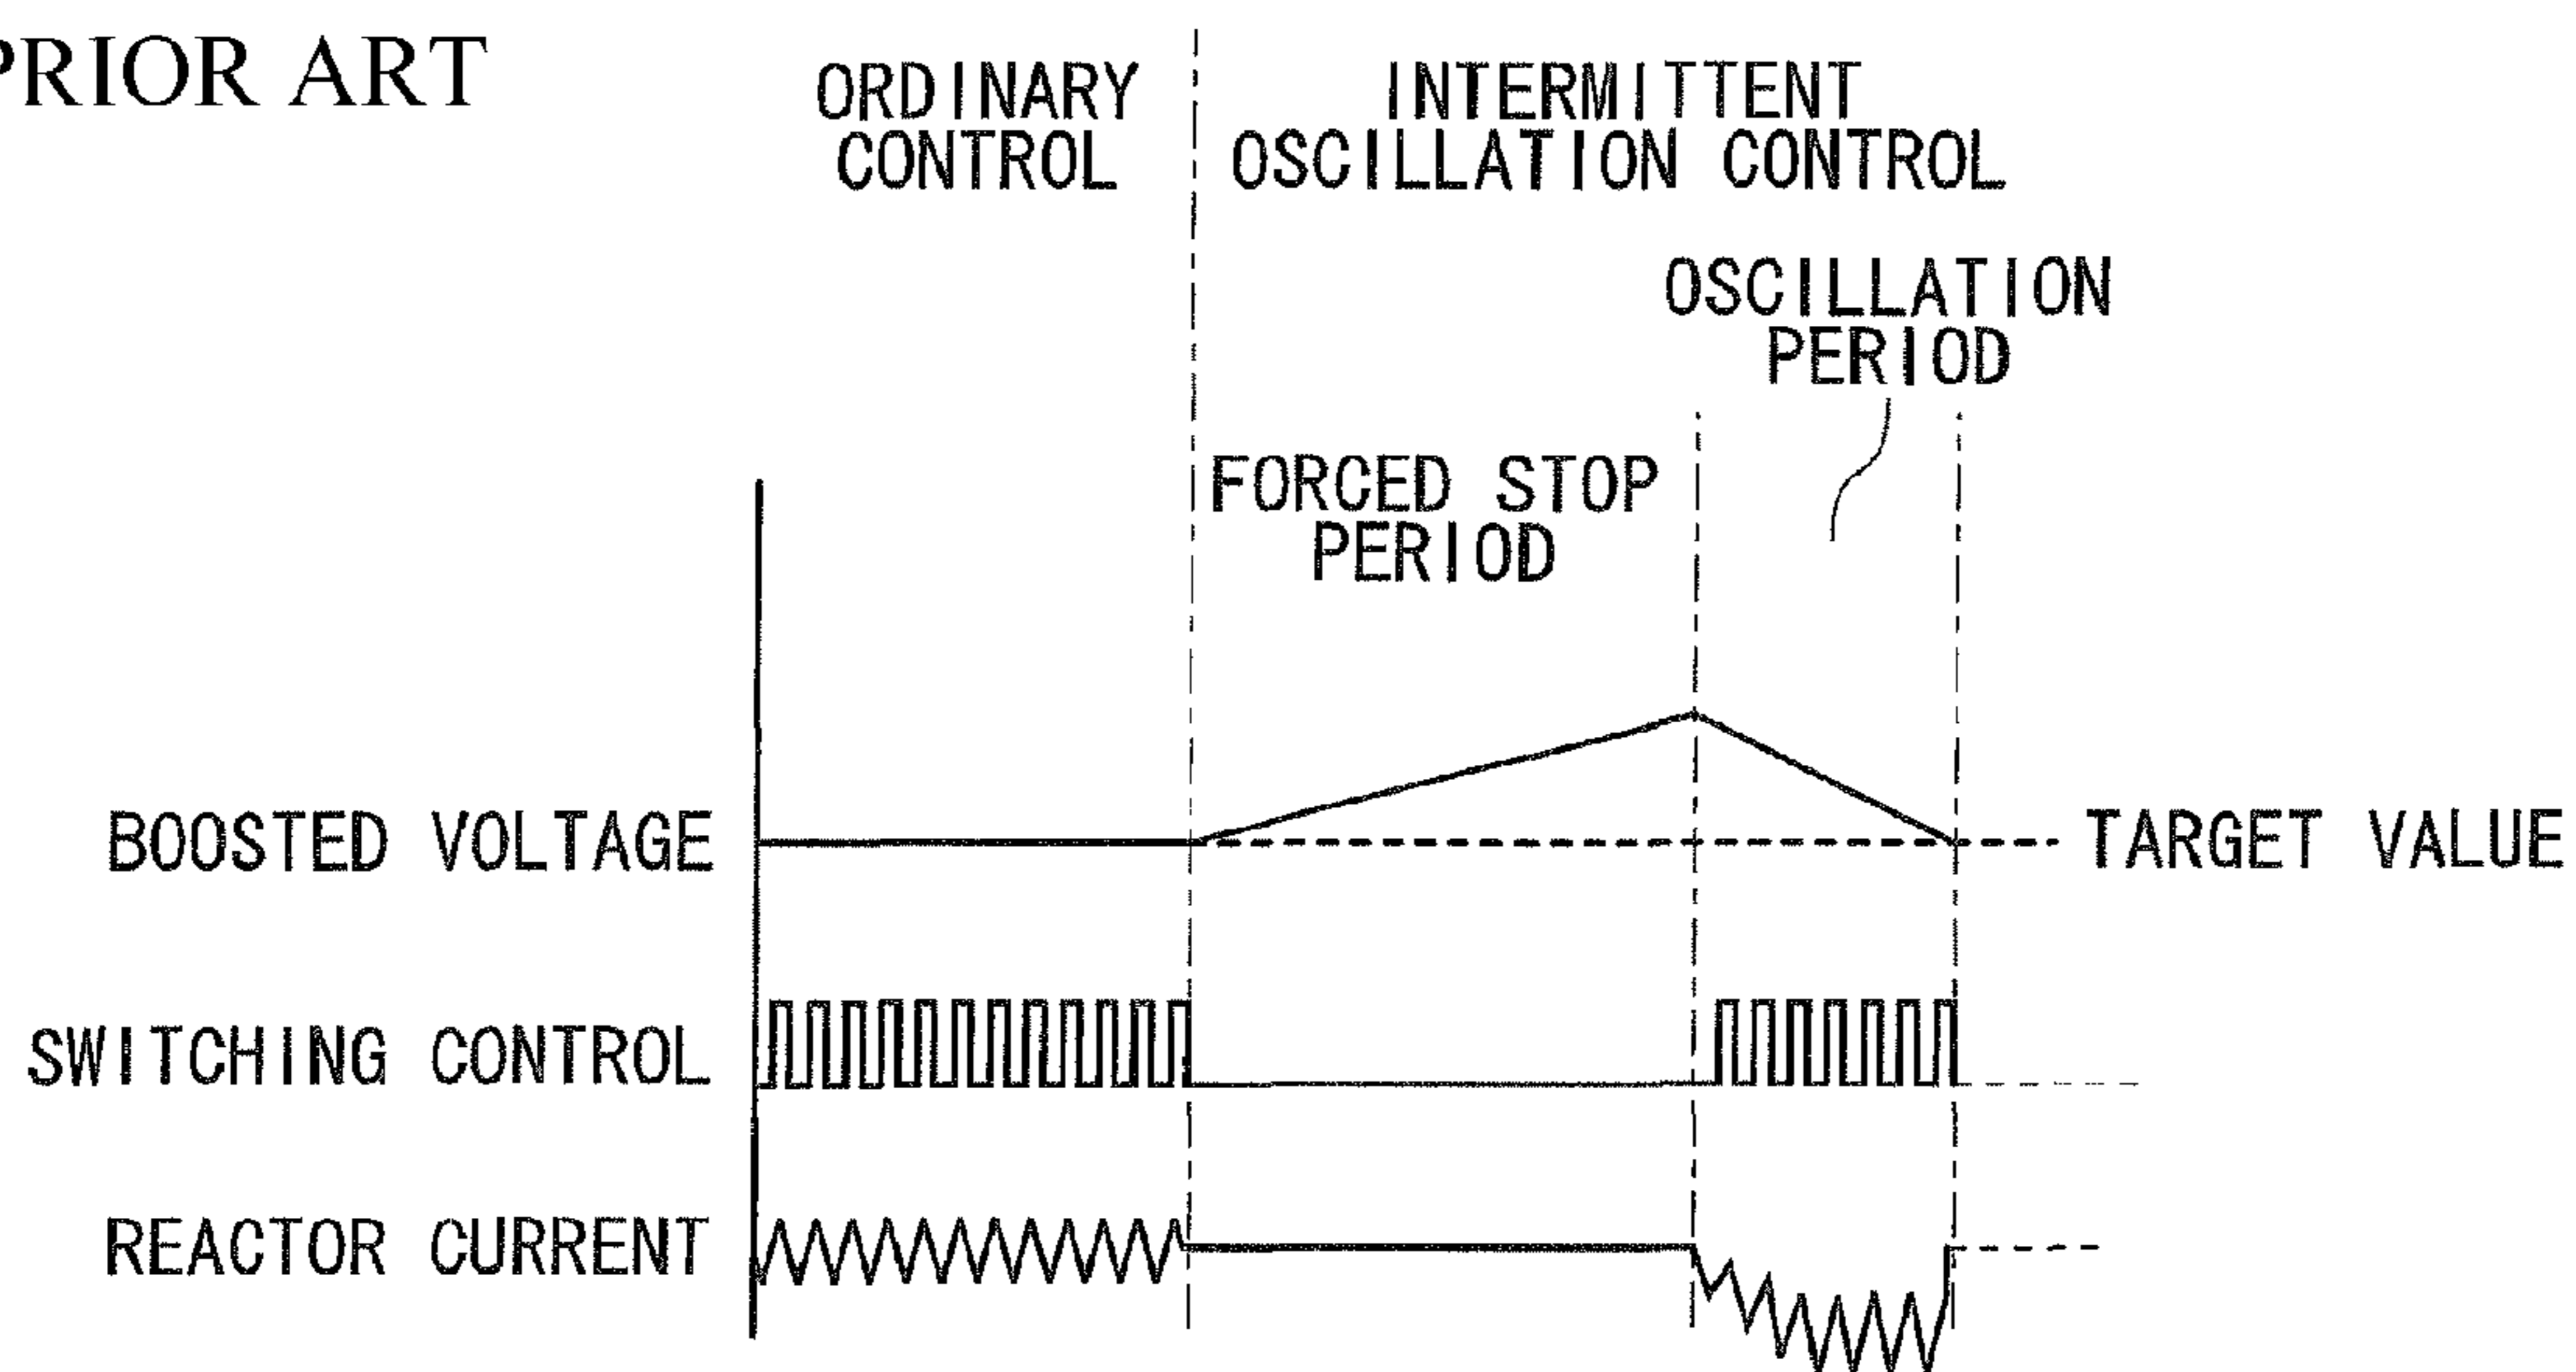 PRIOR ART
ORDINARY
CONTROL
INTERMITTENT
OSCILLATION CONTROL
OSCILLATION
PERIOD
FORCED STOP
PERIOD
BOOSTED VOLTAGE
TARGET VALUE
SWITCHING CONTROL
REACTOR CURRENT